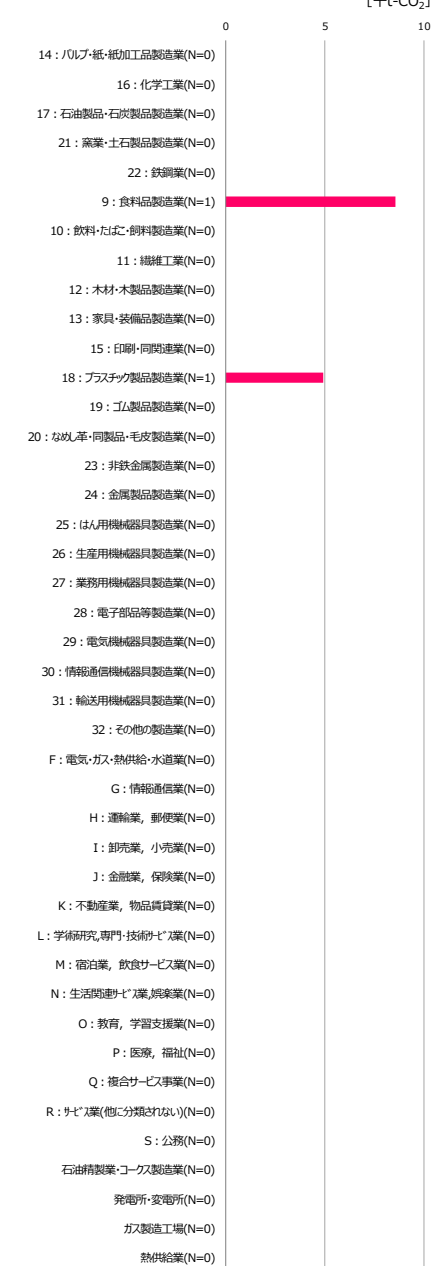 [千t-CO₂]
0 5 10
14：パルプ・紙・紙加工品製造業(N=0)
16：化学工業(N=0)
17：石油製品・石炭製品製造業(N=0)
21：窯業・土石製品製造業(N=0)
22：鉄鋼業(N=0)
9：食料品製造業(N=1)
10：飲料・たばこ・飼料製造業(N=0)
11：繊維工業(N=0)
12：木材・木製品製造業(N=0)
13：家具・装備品製造業(N=0)
15：印刷・同関連業(N=0)
18：プラスチック製品製造業(N=1)
19：ゴム製品製造業(N=0)
20：なめし革・同製品・毛皮製造業(N=0)
23：非鉄金属製造業(N=0)
24：金属製品製造業(N=0)
25：はん用機械器具製造業(N=0)
26：生産用機械器具製造業(N=0)
27：業務用機械器具製造業(N=0)
28：電子部品等製造業(N=0)
29：電気機械器具製造業(N=0)
30：情報通信機械器具製造業(N=0)
31：輸送用機械器具製造業(N=0)
32：その他の製造業(N=0)
F：電気・ガス・熱供給・水道業(N=0)
G：情報通信業(N=0)
H：運輸業，郵便業(N=0)
I：卸売業，小売業(N=0)
J：金融業，保険業(N=0)
K：不動産業，物品賃貸業(N=0)
L：学術研究,専門・技術ｻｰﾋﾞｽ業(N=0)
M：宿泊業，飲食サービス業(N=0)
N：生活関連ｻｰﾋﾞｽ業,娯楽業(N=0)
O：教育，学習支援業(N=0)
P：医療，福祉(N=0)
Q：複合サービス事業(N=0)
R：ｻｰﾋﾞｽ業(他に分類されない)(N=0)
S：公務(N=0)
石油精製業・コークス製造業(N=0)
発電所・変電所(N=0)
ガス製造工場(N=0)
熱供給業(N=0)